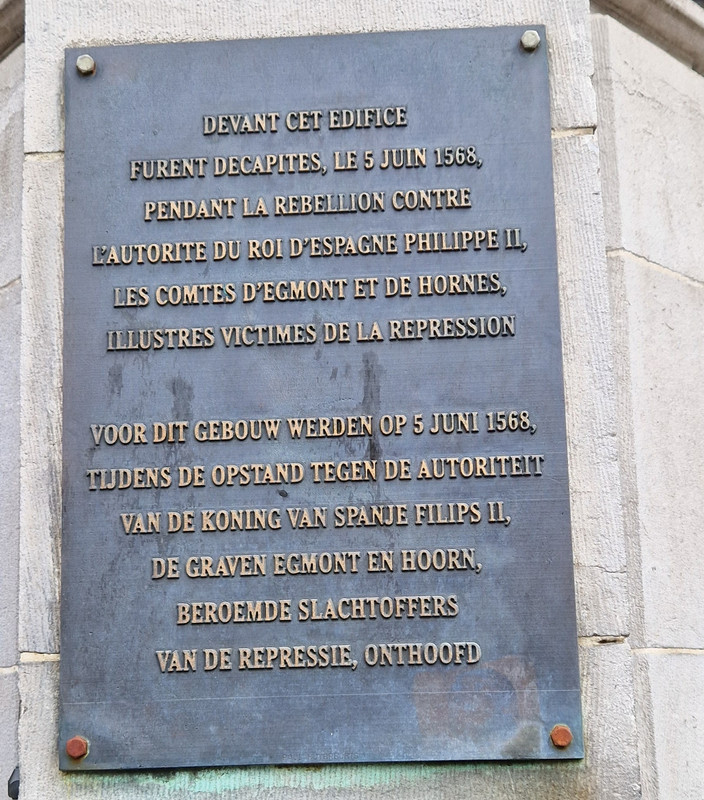 DEVANT CET EDIFICE
FURENT DECAPITES, LE 5 JUIN 1568,
PENDANT LA REBELLION CONTRE
L'AUTORITE DU ROI D'ESPAGNE PHILIPPE II,
LES COMTES D'EGMONT ET DE HORNES,
ILLUSTRES VICTIMES DE LA REPRESSION
VOOR DIT GEBOUW WERDEN OP 5 JUNI 1568,
TIJDENS DE OPSTAND TEGEN DE AUTORITEIT
VAN DE KONING VAN SPANJE FILIPS II,
DE GRAVEN EGMONT EN HOORN,
BEROEMDE SLACHTOFFERS
VAN DE REPRESSIE, ONTHOOFD